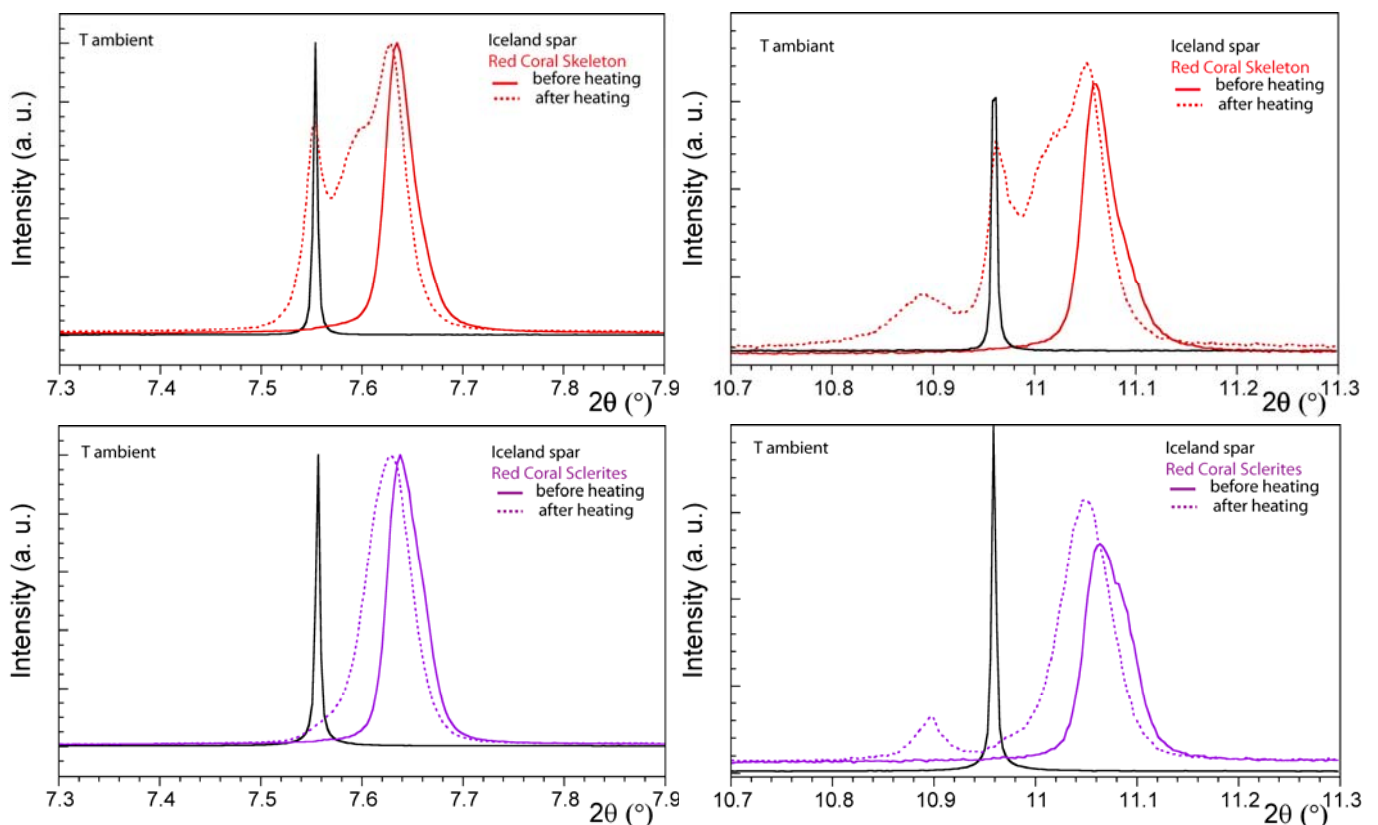 T ambient
Iceland spar
Red Coral Skeleton
before heating
after heating
Intensity (a. u.)
7.3 7.4 7.5 7.6 7.7 7.8 7.9
2θ (°)
T ambiant
Iceland spar
Red Coral Skeleton
before heating
after heating
Intensity (a. u.)
10.7 10.8 10.9 11 11.1 11.2 11.3
2θ (°)
T ambient
Iceland spar
Red Coral Sclerites
before heating
after heating
Intensity (a. u.)
7.3 7.4 7.5 7.6 7.7 7.8 7.9
2θ (°)
T ambient
Iceland spar
Red Coral Sclerites
before heating
after heating
Intensity (a. u.)
10.7 10.8 10.9 11 11.1 11.2 11.3
2θ (°)